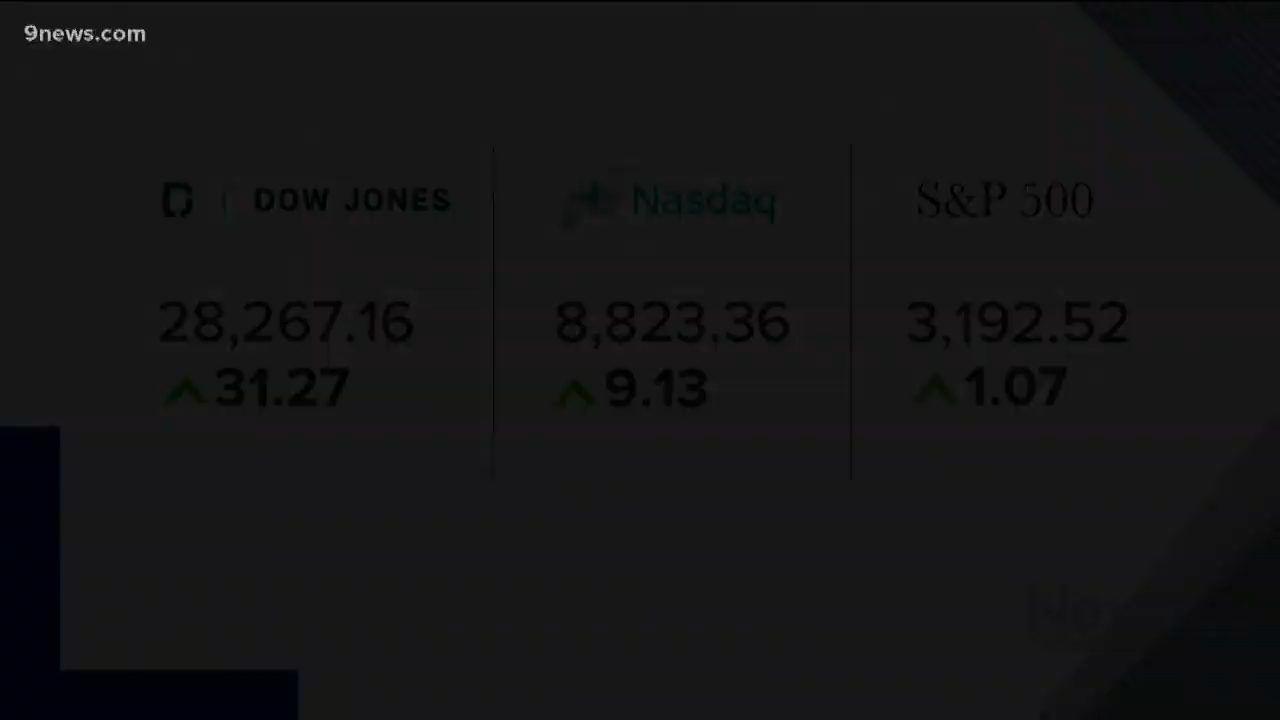 9news.com
DOW JONES
Nasdaq
S&P 500
28,267.16
8,823.36
3,192.52
31.27
9.13
1.07